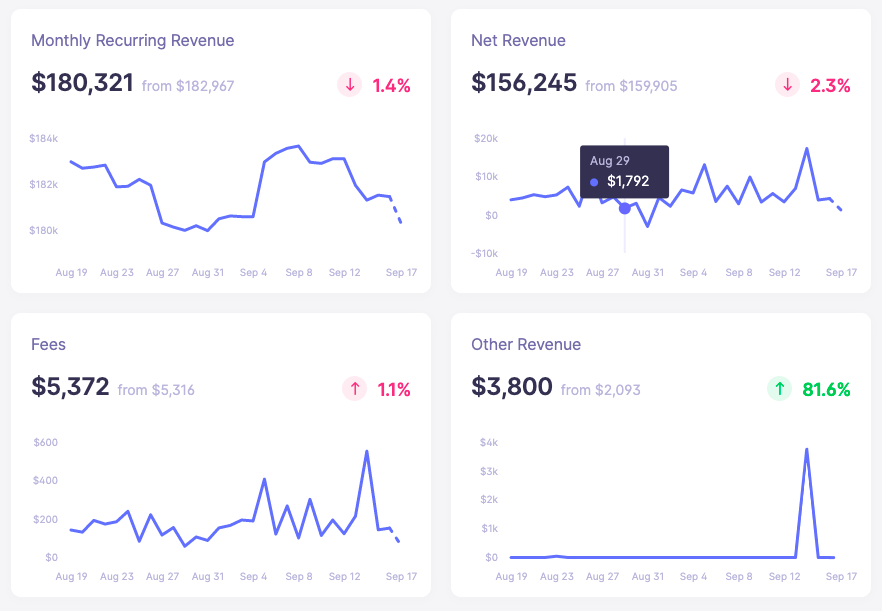 Monthly Recurring Revenue
$180,321 from $182,967
↓ 1.4%
$184k
$182k
$180k
Aug 19 Aug 23 Aug 27 Aug 31 Sep 4 Sep 8 Sep 12 Sep 17
Net Revenue
$156,245 from $159,905
↓ 2.3%
$20k
$10k
$0
-$10k
Aug 29
$1,792
Aug 19 Aug 23 Aug 27 Aug 31 Sep 4 Sep 8 Sep 12 Sep 17
Fees
$5,372 from $5,316
↑ 1.1%
$600
$400
$200
$0
Aug 19 Aug 23 Aug 27 Aug 31 Sep 4 Sep 8 Sep 12 Sep 17
Other Revenue
$3,800 from $2,093
↑ 81.6%
$4k
$3k
$2k
$1k
$0
Aug 19 Aug 23 Aug 27 Aug 31 Sep 4 Sep 8 Sep 12 Sep 17